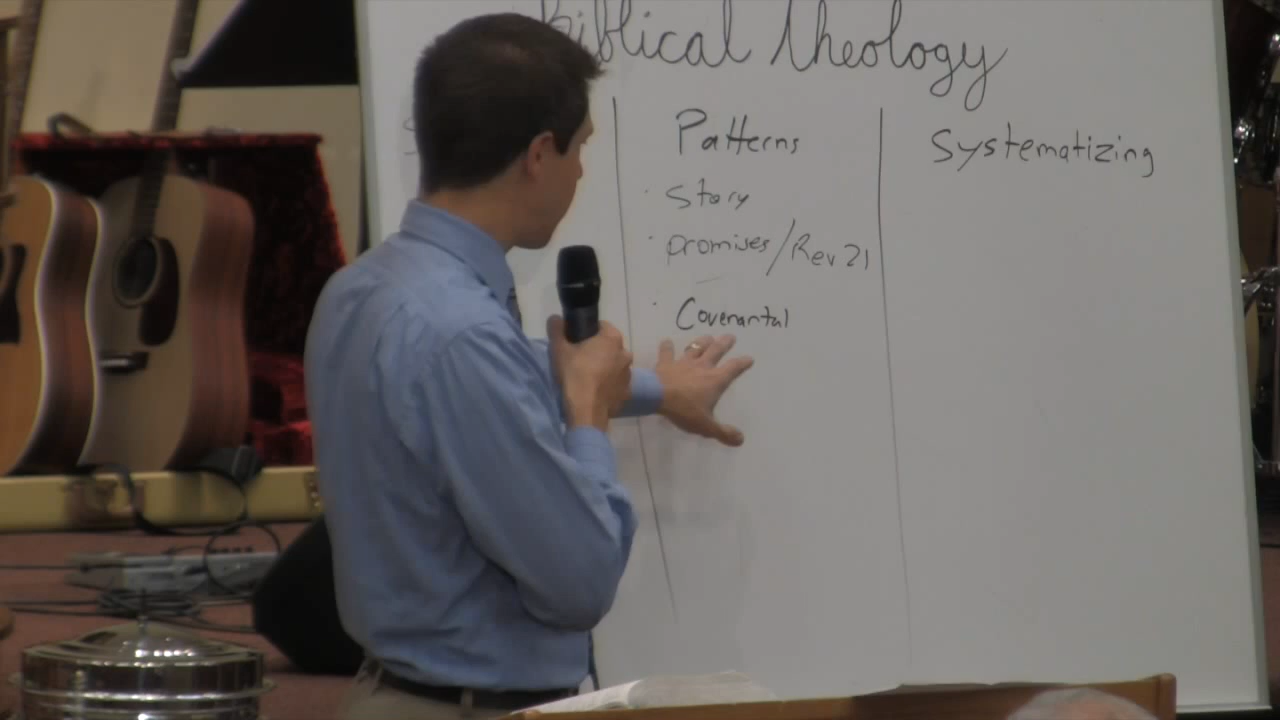 Biblical theology
Patterns
Story
promises/Rev 21
Covenantal
Systematizing